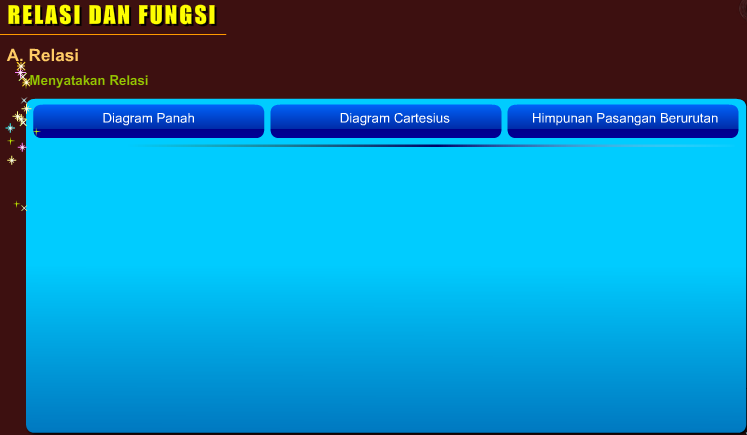 RELASI DAN FUNGSI
A. Relasi
Menyatakan Relasi
Diagram Panah
Diagram Cartesius
Himpunan Pasangan Berurutan